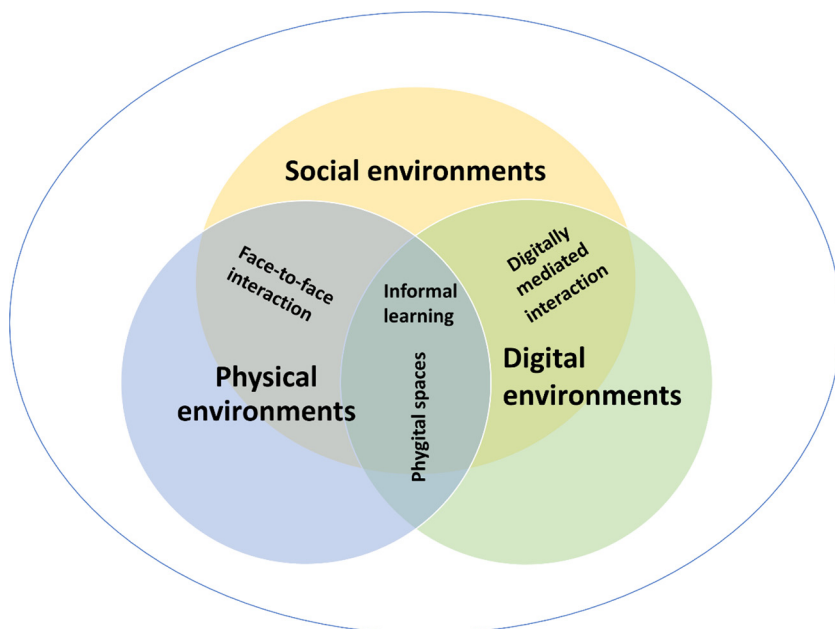 Social environments
Face-to-face
interaction
Digitally
mediated
interaction
Informal
learning
Physical
environments
Digital
environments
Phygital spaces